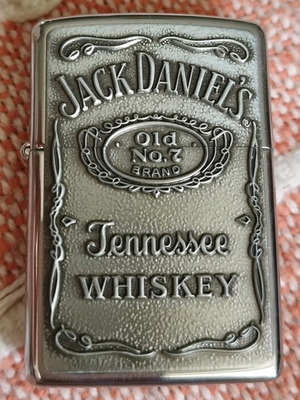 JACK DANIEL'S
Old
No.7
BRAND
Tennessee
WHISKEY